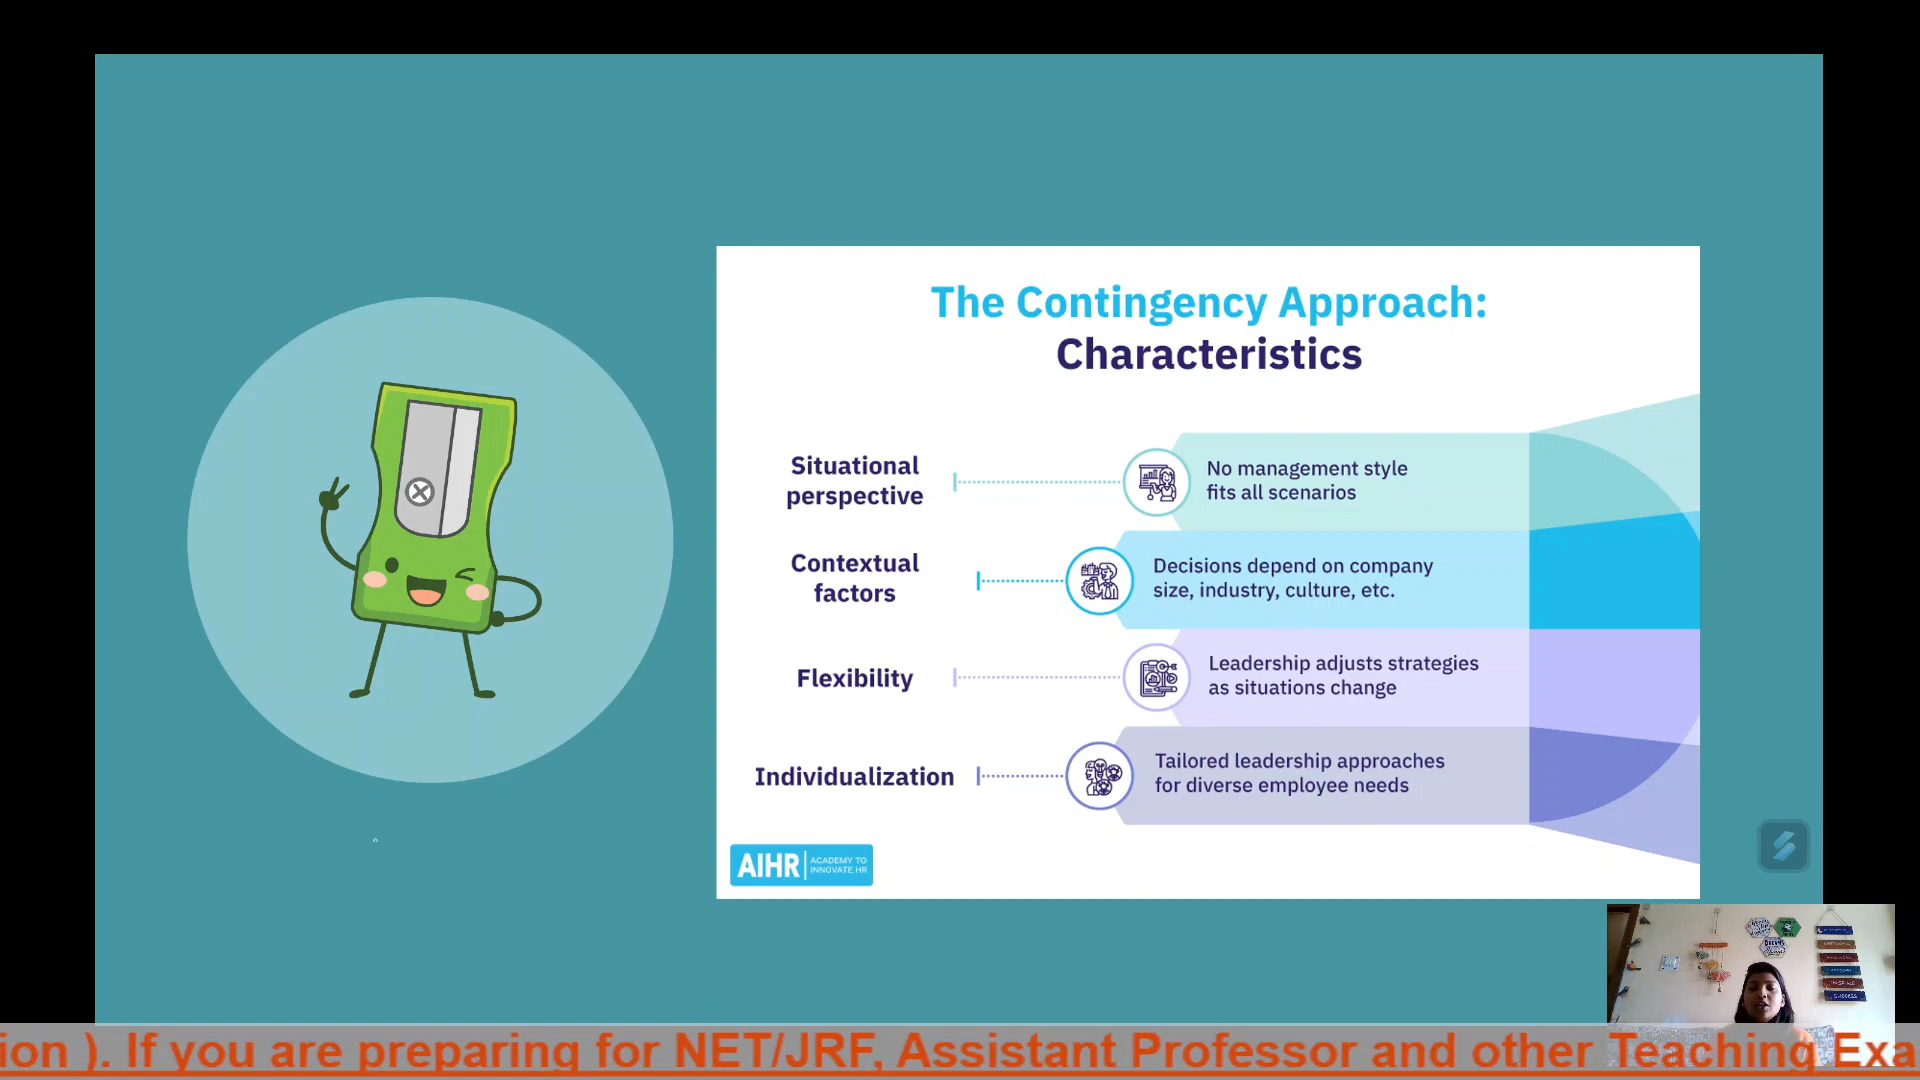 The Contingency Approach:
Characteristics
Situational
perspective
No management style
fits all scenarios
Contextual
factors
Decisions depend on company
size, industry, culture, etc.
Flexibility
Leadership adjusts strategies
as situations change
Individualization
Tailored leadership approaches
for diverse employee needs
AIHR
ACADEMY TO
INNOVATE HR
ion ). If you are preparing for NET/JRF, Assistant Professor and other Teaching Exa